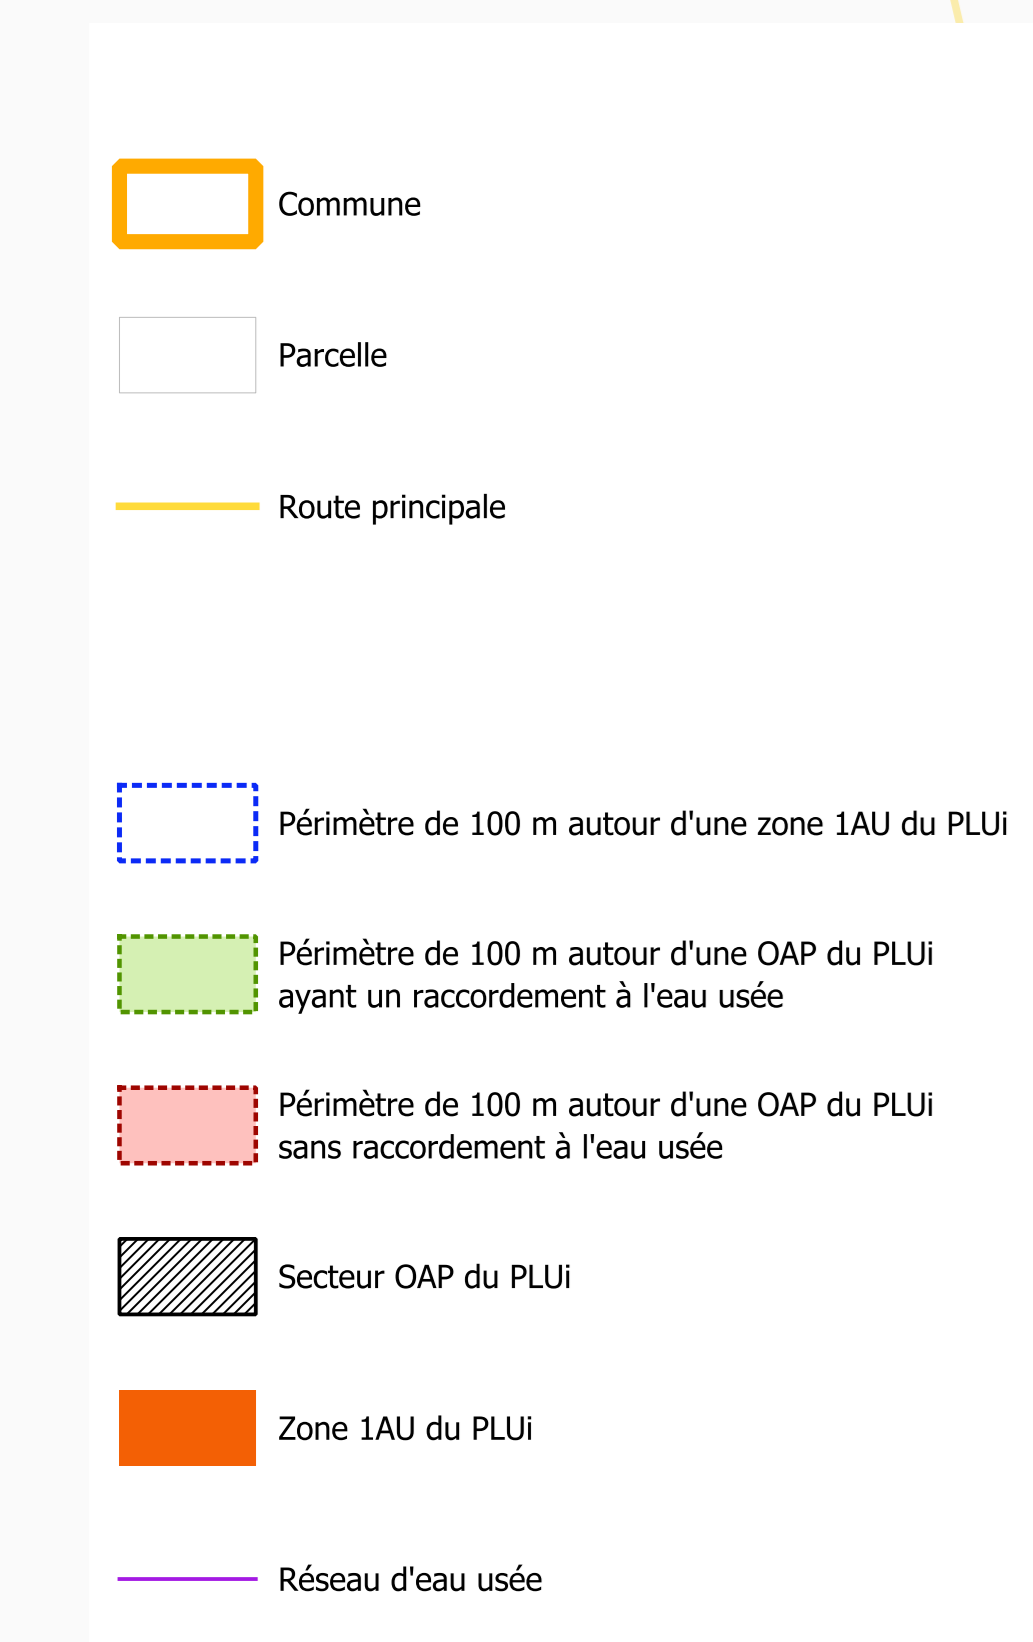 Commune
Parcelle
Route principale
Périmètre de 100 m autour d'une zone 1AU du PLUi
Périmètre de 100 m autour d'une OAP du PLUi
ayant un raccordement à l'eau usée
Périmètre de 100 m autour d'une OAP du PLUi
sans raccordement à l'eau usée
Secteur OAP du PLUi
Zone 1AU du PLUi
Réseau d'eau usée